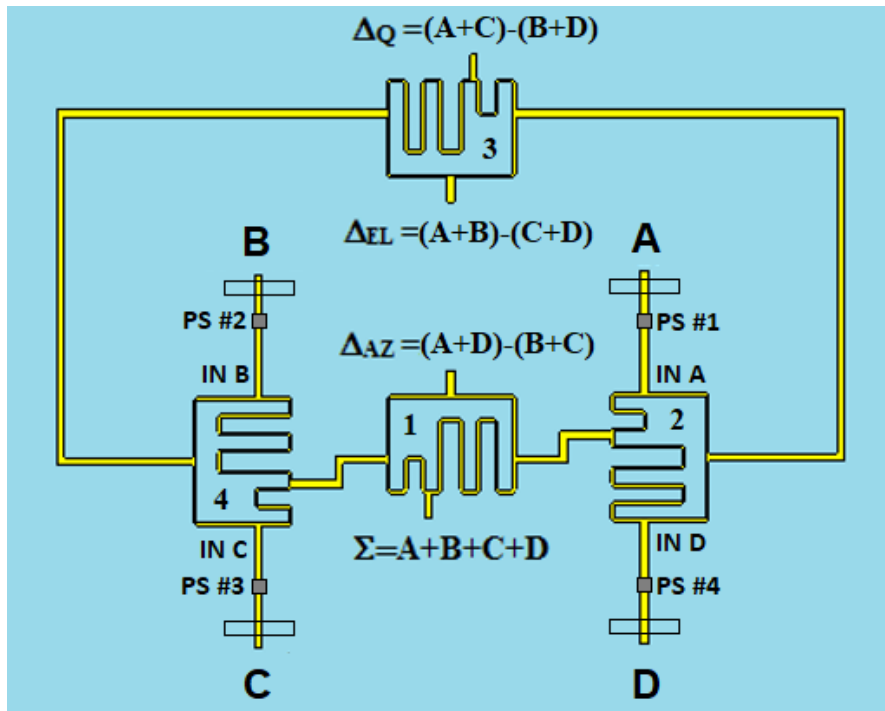 ΔQ =(A+C)-(B+D)
3
ΔEL =(A+B)-(C+D)
B
A
PS #2
PS #1
ΔAZ =(A+D)-(B+C)
IN B
IN A
1
2
4
IN C
Σ=A+B+C+D
IN D
PS #3
PS #4
C
D